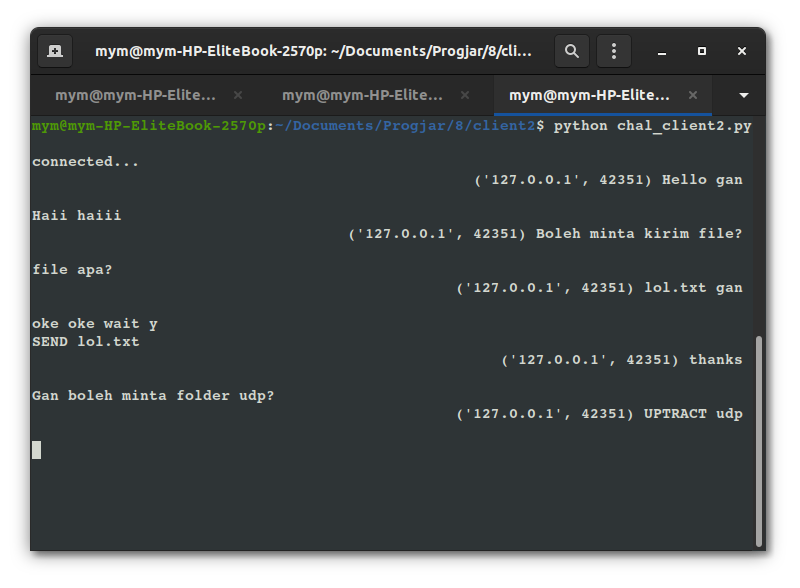 mym@mym-HP-EliteBook-2570p: ~/Documents/Progjar/8/cli...
mym@mym-HP-Elite... mym@mym-HP-Elite... mym@mym-HP-Elite...
mym@mym-HP-EliteBook-2570p:~/Documents/Progjar/8/client2$ python chal_client2.py
connected...
('127.0.0.1', 42351) Hello gan
Haii haiii
('127.0.0.1', 42351) Boleh minta kirim file?
file apa?
('127.0.0.1', 42351) lol.txt gan
oke oke wait y
SEND lol.txt
('127.0.0.1', 42351) thanks
Gan boleh minta folder udp?
('127.0.0.1', 42351) UPTRACT udp